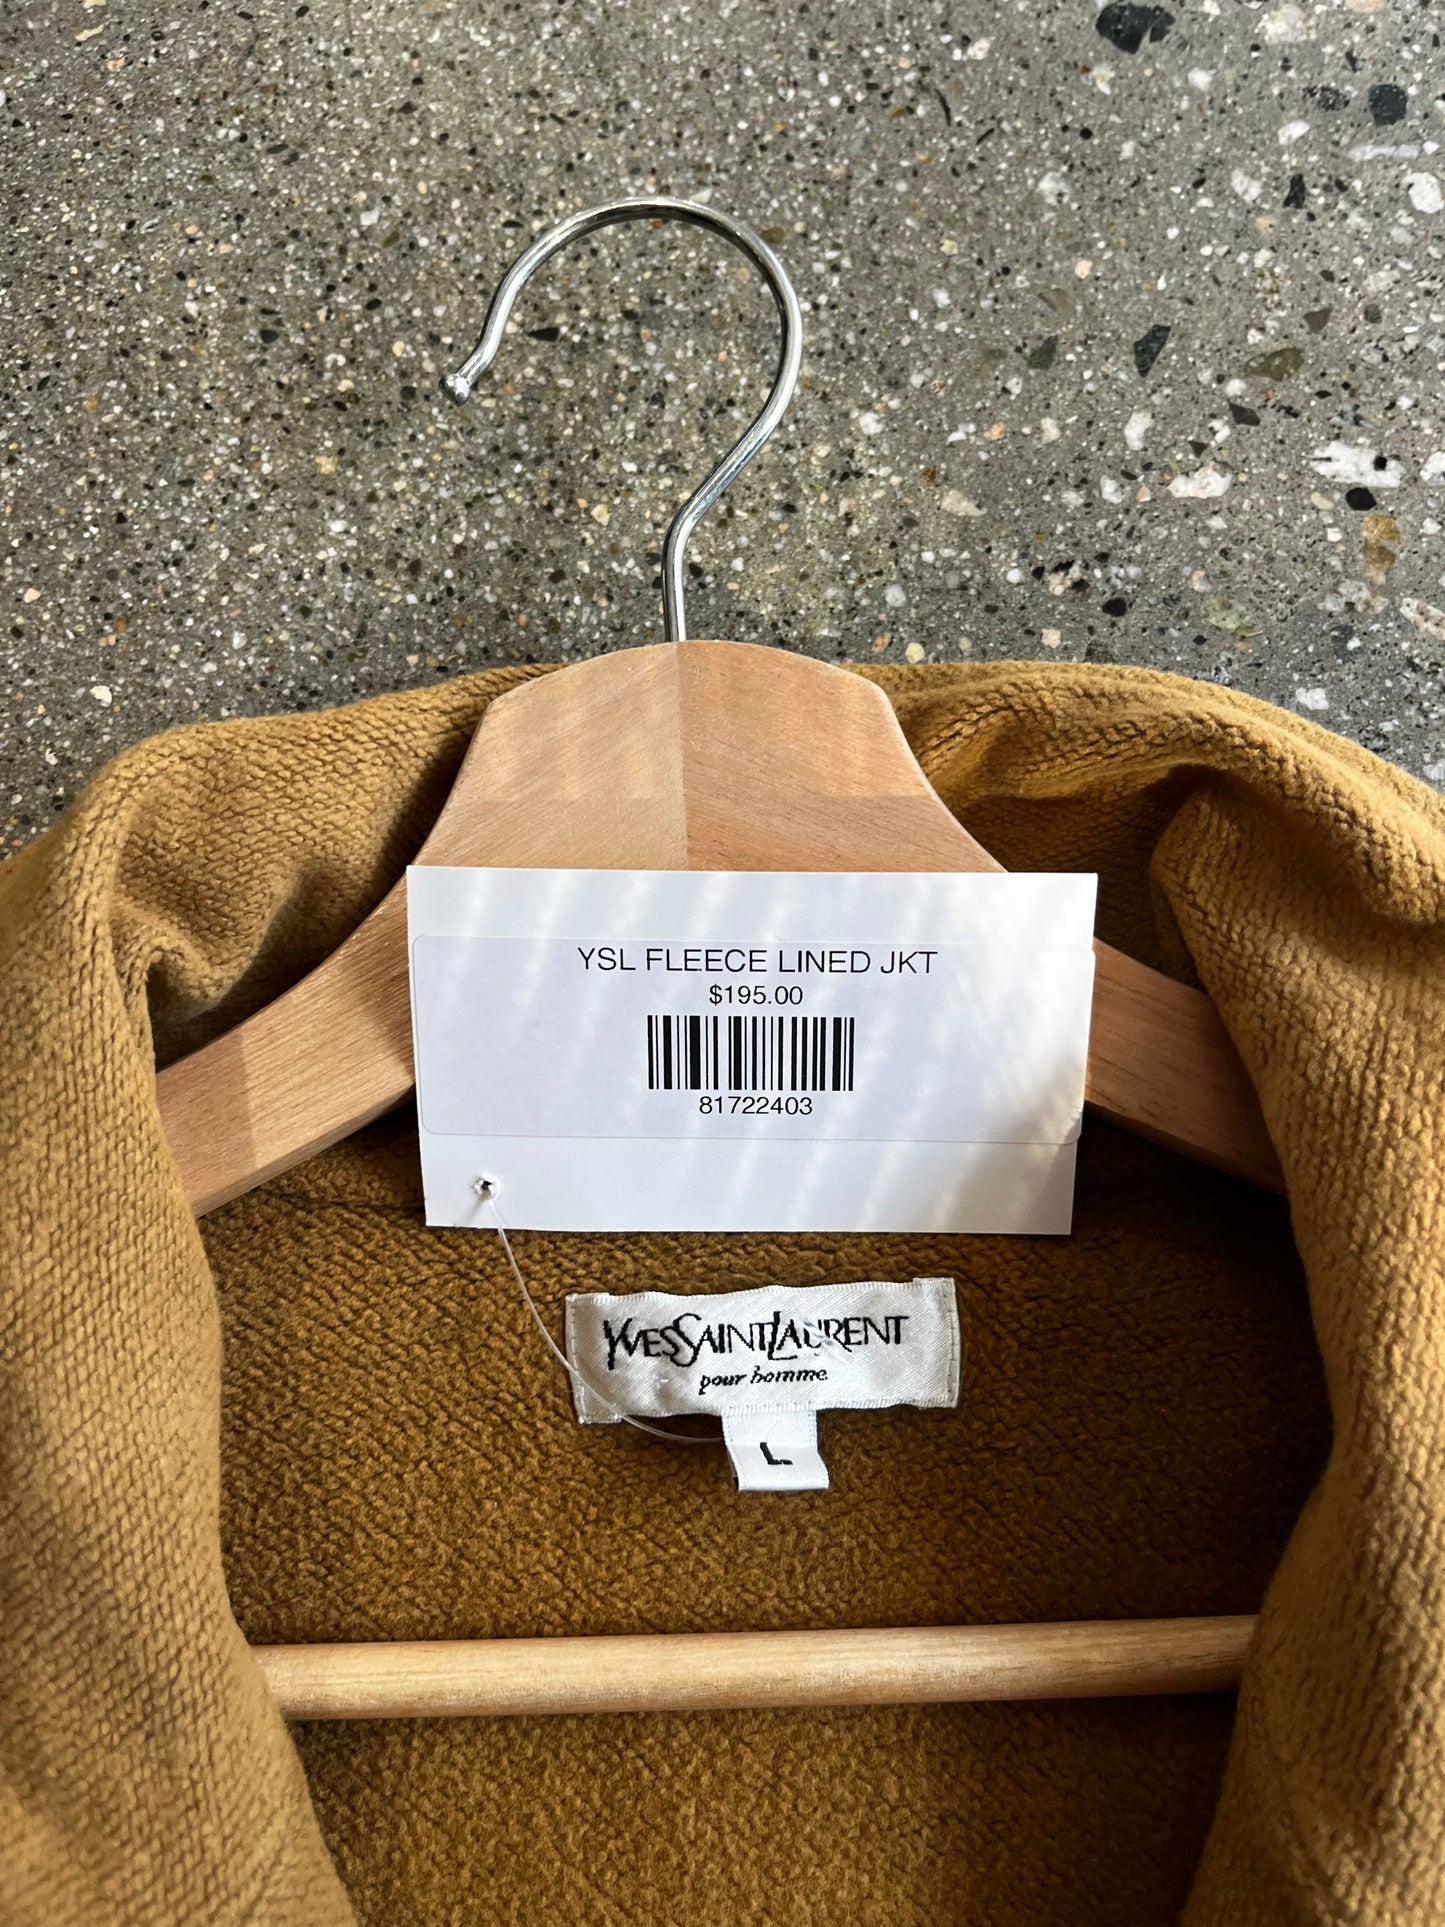 YSL FLEECE LINED JKT
$195.00
81722403
YVESSAINTLAURENT
pour homme
L